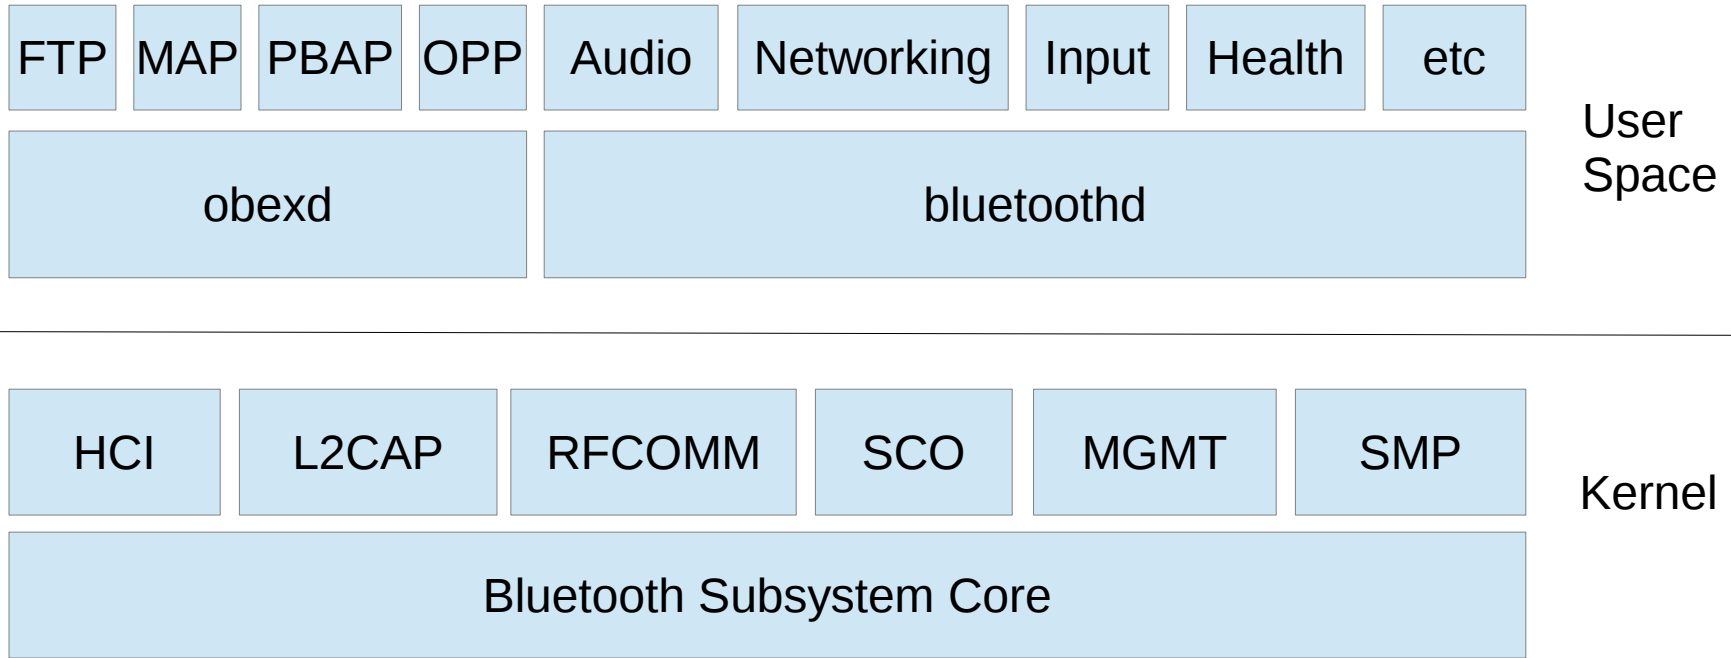 FTP
MAP
PBAP
OPP
Audio
Networking
Input
Health
etc
User
Space
obexd
bluetoothd
HCI
L2CAP
RFCOMM
SCO
MGMT
SMP
Kernel
Bluetooth Subsystem Core